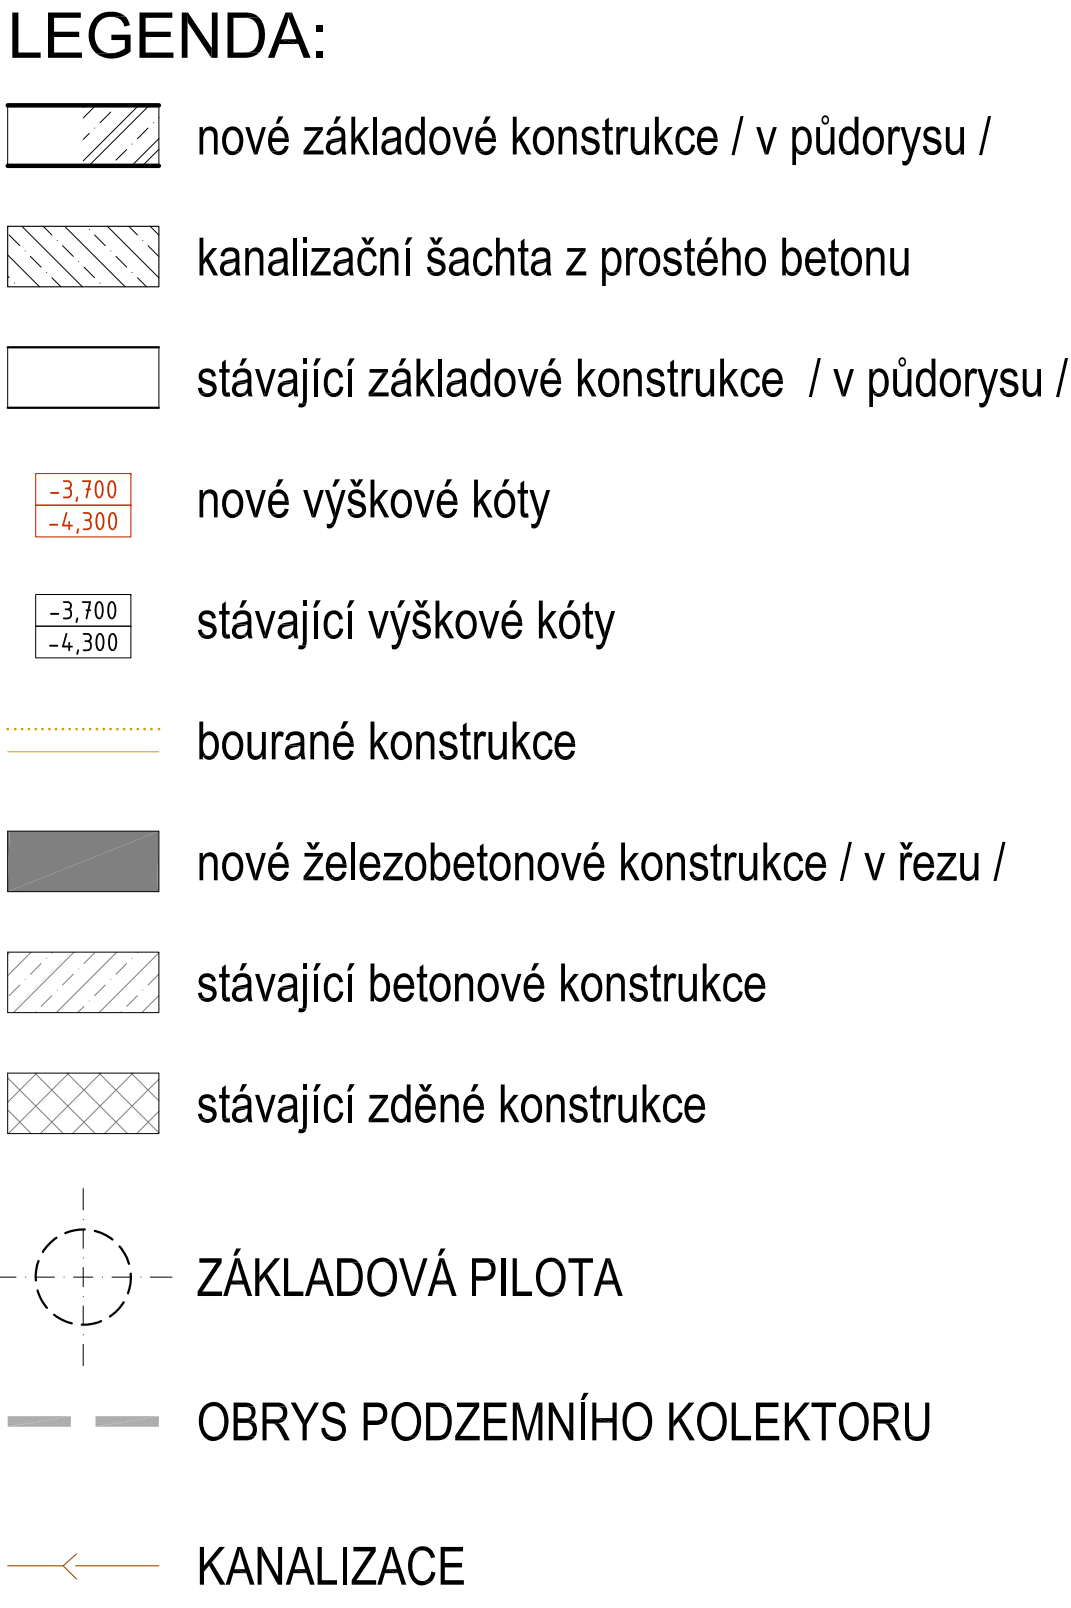 LEGENDA:
nové základové konstrukce / v půdorysu /
kanalizační šachta z prostého betonu
stávající základové konstrukce / v půdorysu /
-3,700
-4,300
nové výškové kóty
-3,700
-4,300
stávající výškové kóty
bourané konstrukce
nové železobetonové konstrukce / v řezu /
stávající betonové konstrukce
stávající zděné konstrukce
ZÁKLADOVÁ PILOTA
OBRYS PODZEMNÍHO KOLEKTORU
KANALIZACE